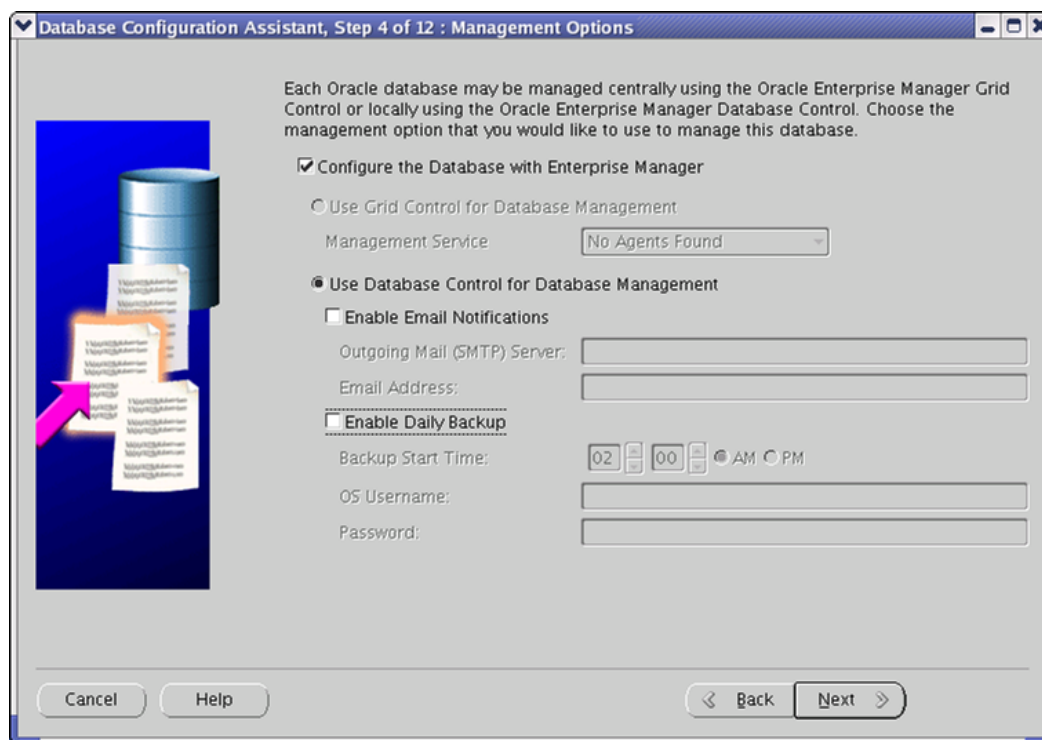 Database Configuration Assistant, Step 4 of 12 : Management Options
Each Oracle database may be managed centrally using the Oracle Enterprise Manager Grid
Control or locally using the Oracle Enterprise Manager Database Control. Choose the
management option that you would like to use to manage this database.
Configure the Database with Enterprise Manager
Use Grid Control for Database Management
Management Service No Agents Found
Use Database Control for Database Management
Enable Email Notifications
Outgoing Mail (SMTP) Server:
Email Address:
Enable Daily Backup
Backup Start Time: 02 00 AM PM
OS Username:
Password:
Cancel Help Back Next